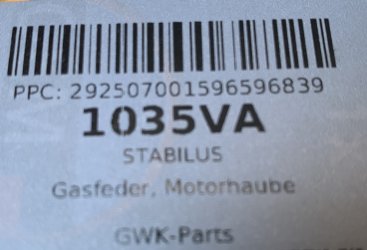 PPC: 292507001596596839
1035VA
STABILUS
Gasfeder, Motorhaube
GWK-Parts